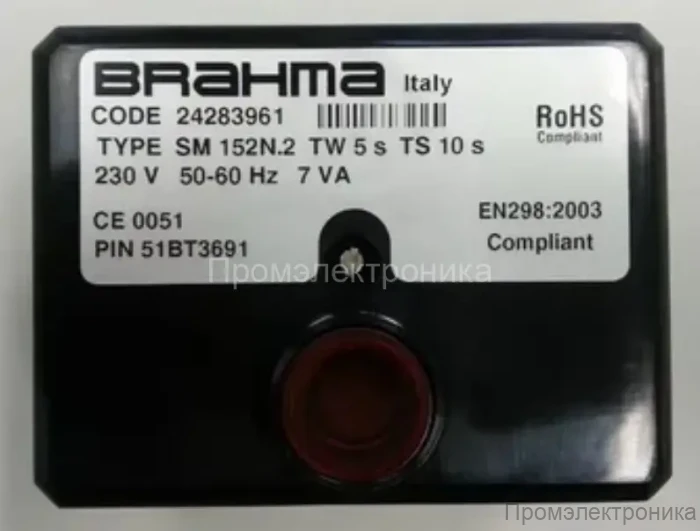 BRAHMA Italy
CODE 24283961
RoHS
Compliant
TYPE SM 152N.2 TW 5 s TS 10 s
230 V 50-60 Hz 7 VA
CE 0051
EN298:2003
PIN 51BT3691
Compliant
Промэлектроника
Промэлектроника